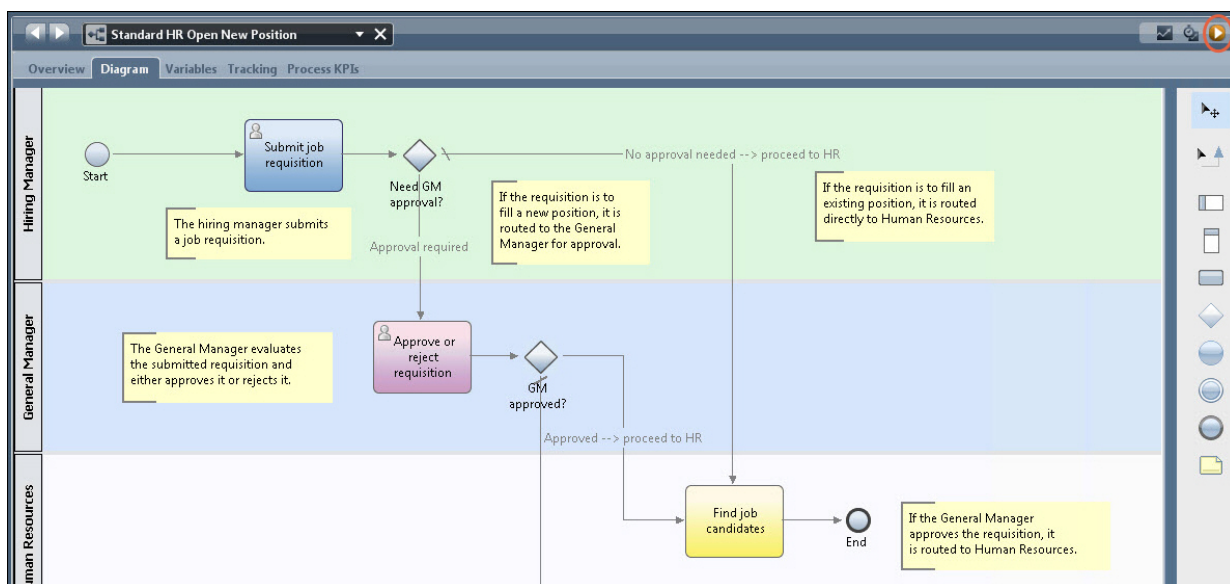 Standard HR Open New Position
Overview Diagram Variables Tracking Process KPIs
Hiring Manager
Start
Submit job
requisition
Need GM
approval?
No approval needed --> proceed to HR
The hiring manager submits
a job requisition.
If the requisition is to
fill a new position, it is
routed to the General
Manager for approval.
If the requisition is to fill an
existing position, it is routed
directly to Human Resources.
Approval required
General Manager
The General Manager evaluates
the submitted requisition and
either approves it or rejects it.
Approve or
reject
requisition
GM
approved?
Approved --> proceed to HR
Resources
Find job
candidates
End
If the General Manager
approves the requisition, it
is routed to Human Resources.